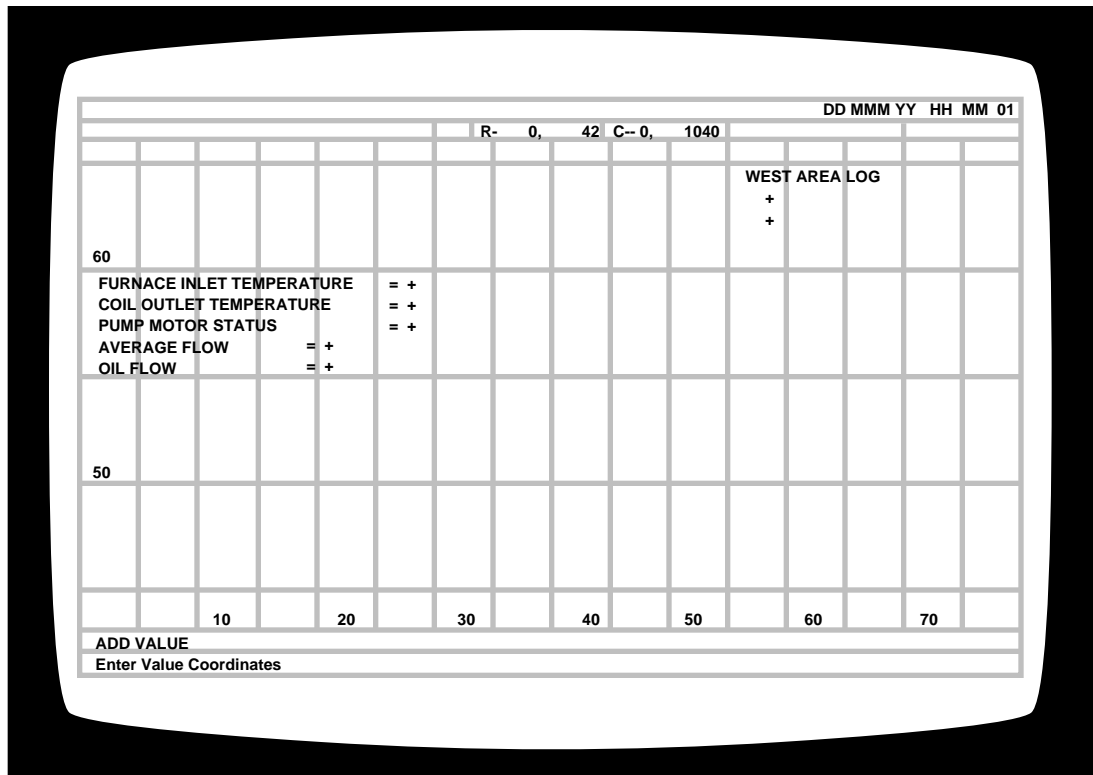 DD MMM YY HH MM 01
R- 0, 42 C-- 0, 1040
WEST AREA LOG
+
+
60
FURNACE INLET TEMPERATURE = +
COIL OUTLET TEMPERATURE = +
PUMP MOTOR STATUS = +
AVERAGE FLOW = +
OIL FLOW = +
50
10 20 30 40 50 60 70
ADD VALUE
Enter Value Coordinates